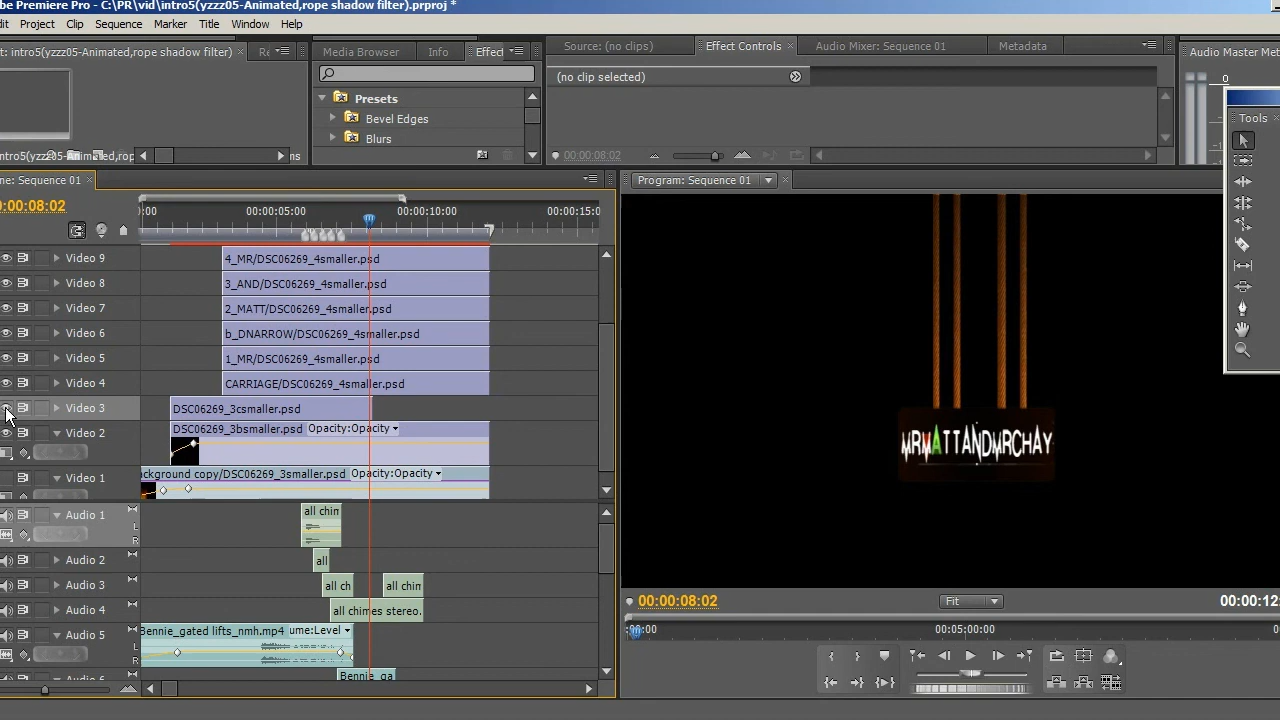 be Premiere Pro - C:\PR\vid\intro5(yzzz05-Animated,rope shadow filter).prproj *
dit Project Clip Sequence Marker Title Window Help
t: intro5(yzzz05-Animated,rope shadow filter) × Re
Media Browser Info Effect
Source: (no clips) Effect Controls × Audio Mixer: Sequence 01 Metadata
Audio Master Met
(no clip selected)
0
Presets
Bevel Edges
Blurs
Tools ×
ntro5(yzzz05-Animated,rop ns
00:00:08:02
ne: Sequence 01 ×
Program: Sequence 01 ×
0:00:08:02
:00 00:00:05:00 00:00:10:00 00:00:15:0
Video 9 4_MR/DSC06269_4smaller.psd
Video 8 3_AND/DSC06269_4smaller.psd
Video 7 2_MATT/DSC06269_4smaller.psd
Video 6 b_DNARROW/DSC06269_4smaller.psd
Video 5 1_MR/DSC06269_4smaller.psd
Video 4 CARRIAGE/DSC06269_4smaller.psd
Video 3 DSC06269_3csmaller.psd
Video 2 DSC06269_3bsmaller.psd Opacity:Opacity
MRMATTANDMRCHAY
Video 1 ckground copy/DSC06269_3smaller.psd Opacity:Opacity
Audio 1 all chim
L
R
Audio 2 all
Audio 3 all ch all chim
Audio 4 all chimes stereo.
Audio 5 Bennie_gated lifts_nmh.mp4 ume:Level
L
R
Bennie_ga
00:00:08:02 Fit 00:00:12:
:00:00 00:05:00:00 0